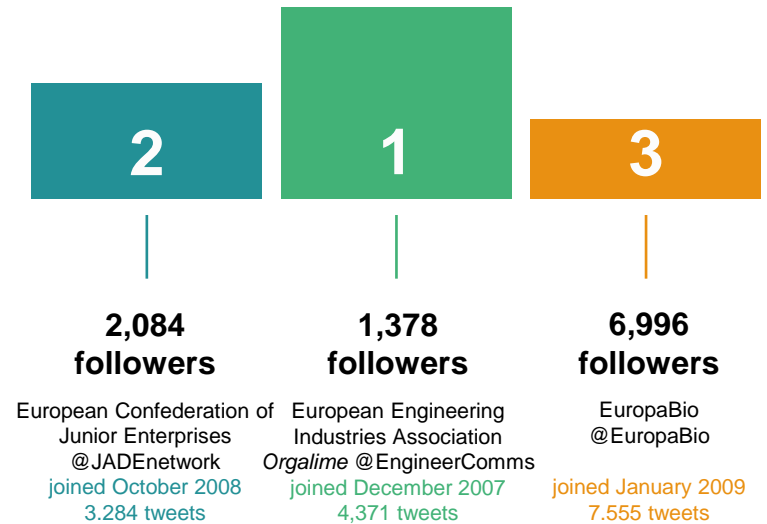 2
1
3
2,084
followers
European Confederation of
Junior Enterprises
@JADEnetwork
joined October 2008
3.284 tweets
1,378
followers
European Engineering
Industries Association
Orgalime @EngineerComms
joined December 2007
4,371 tweets
6,996
followers
EuropaBio
@EuropaBio
joined January 2009
7.555 tweets